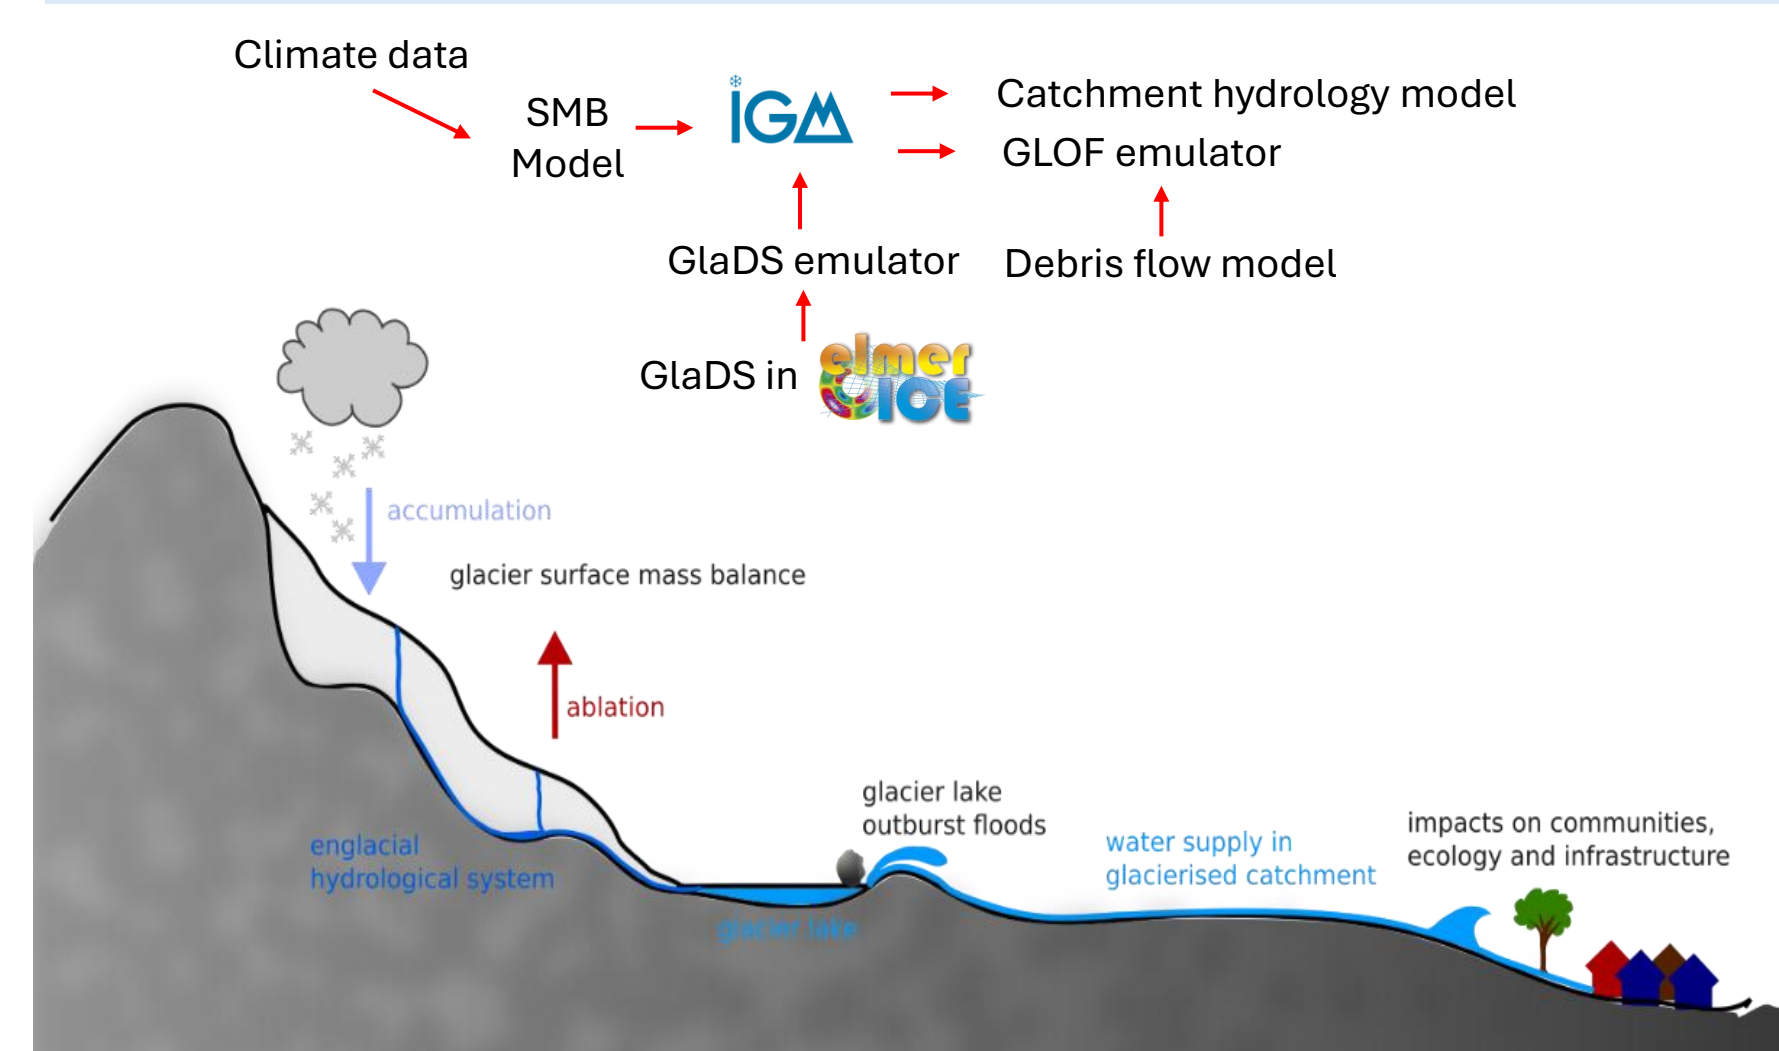 Climate data
SMB
Model
IGM
Catchment hydrology model
GLOF emulator
GlaDS emulator
Debris flow model
GlaDS in
elmer
ICE
accumulation
glacier surface mass balance
ablation
glacier lake
outburst floods
englacial
hydrological system
water supply in
glacierised catchment
impacts on communities,
ecology and infrastructure
glacier lake